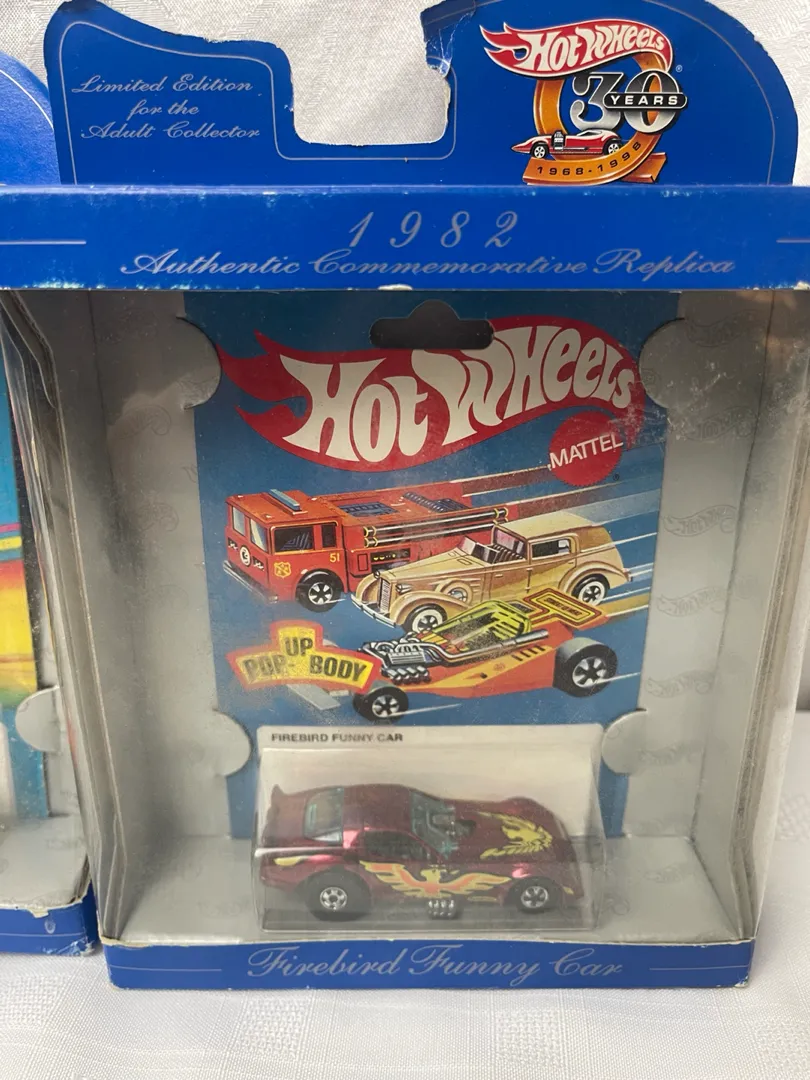 Limited Edition
for the
Adult Collector
Hot Wheels
®
30
YEARS
1968-1998
1982
Authentic Commemorative Replica
Hot Wheels
MATTEL
51
UP
POP BODY
FIREBIRD FUNNY CAR
Firebird Funny Car